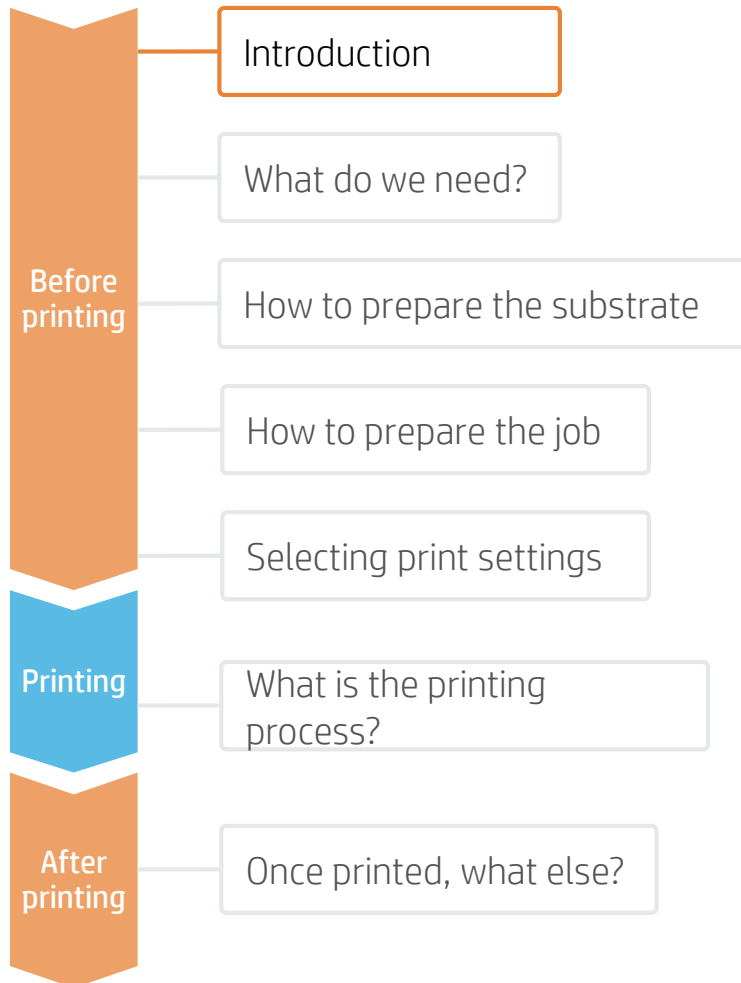 Introduction
What do we need?
Before
printing
How to prepare the substrate
How to prepare the job
Selecting print settings
Printing
What is the printing
process?
After
printing
Once printed, what else?